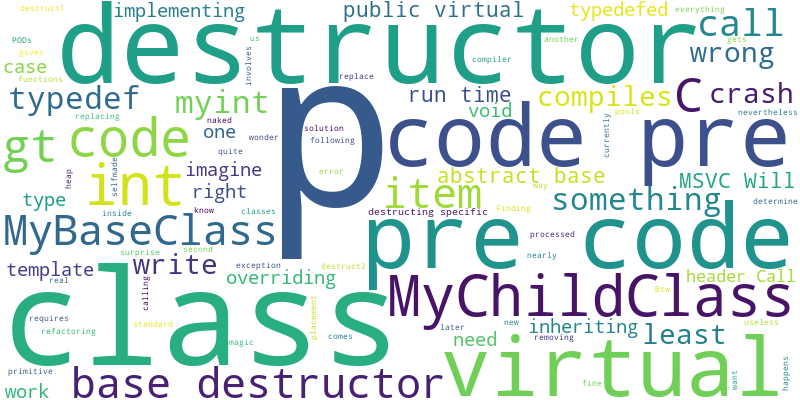 destruct1
implementing
public virtual
typedefed
everything
PODs
destructor
call
us
another
gets
wrong
case
gives
functions
involves
compiler
replace
typedef
myint
run time
compiles
C
crash
replacing
naked
void
pools
nevertheless
gt
code
one
solution
p
code pre
wonder
following
currently
quite
int
imagine
error
abstract base
.MSVC Will
heap
selfmade
right
item
way
something
determine
type
know
inside
classes
destructing specific
Finding
MyBaseClass
pre code
surprise
second
nearly
processed
template
write
exception
destruct2
real
overriding
header Call
calling
class
MyChildClass
Btw
requires
standard
placement
comes
new
inheriting
useless
refactoring
magic
later
need
removing
least
happens
primitive
base destructor
virtual
want
work
fine